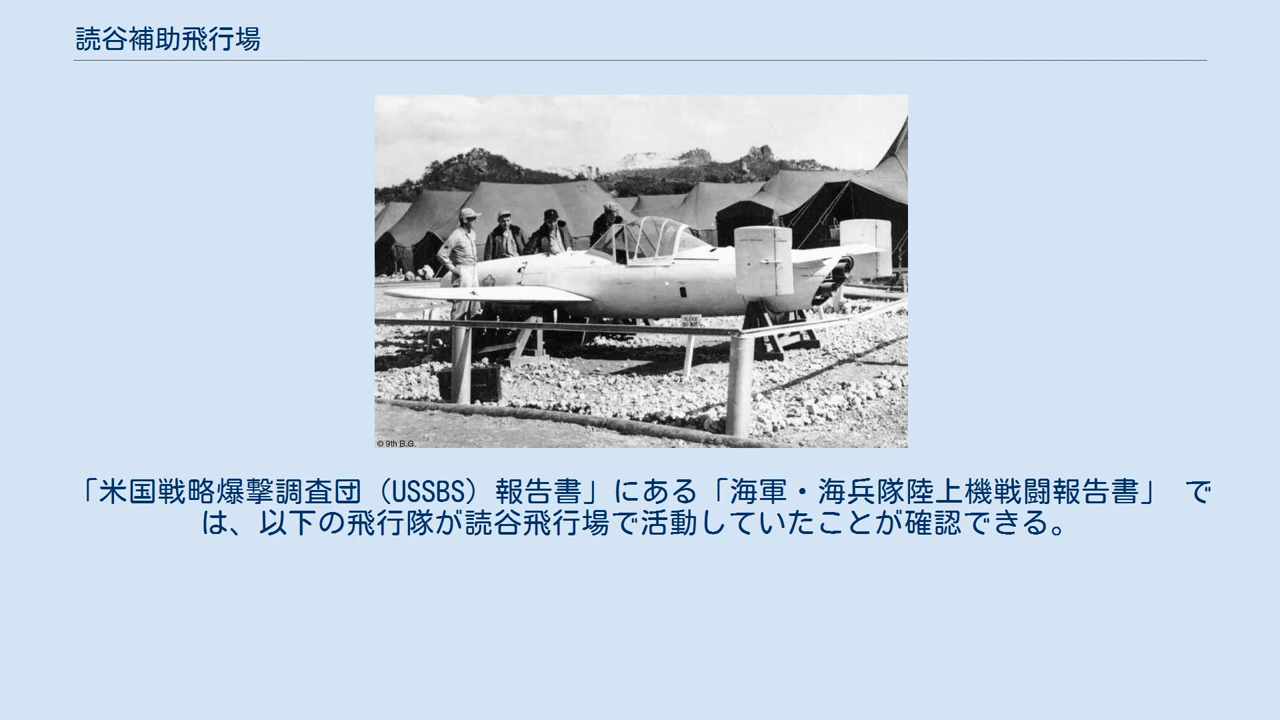 読谷補助飛行場
© 9th B.G.
「米国戦略爆撃調査団（USSBS）報告書」にある「海軍・海兵隊陸上機戦闘報告書」 で
は、以下の飛行隊が読谷飛行場で活動していたことが確認できる。